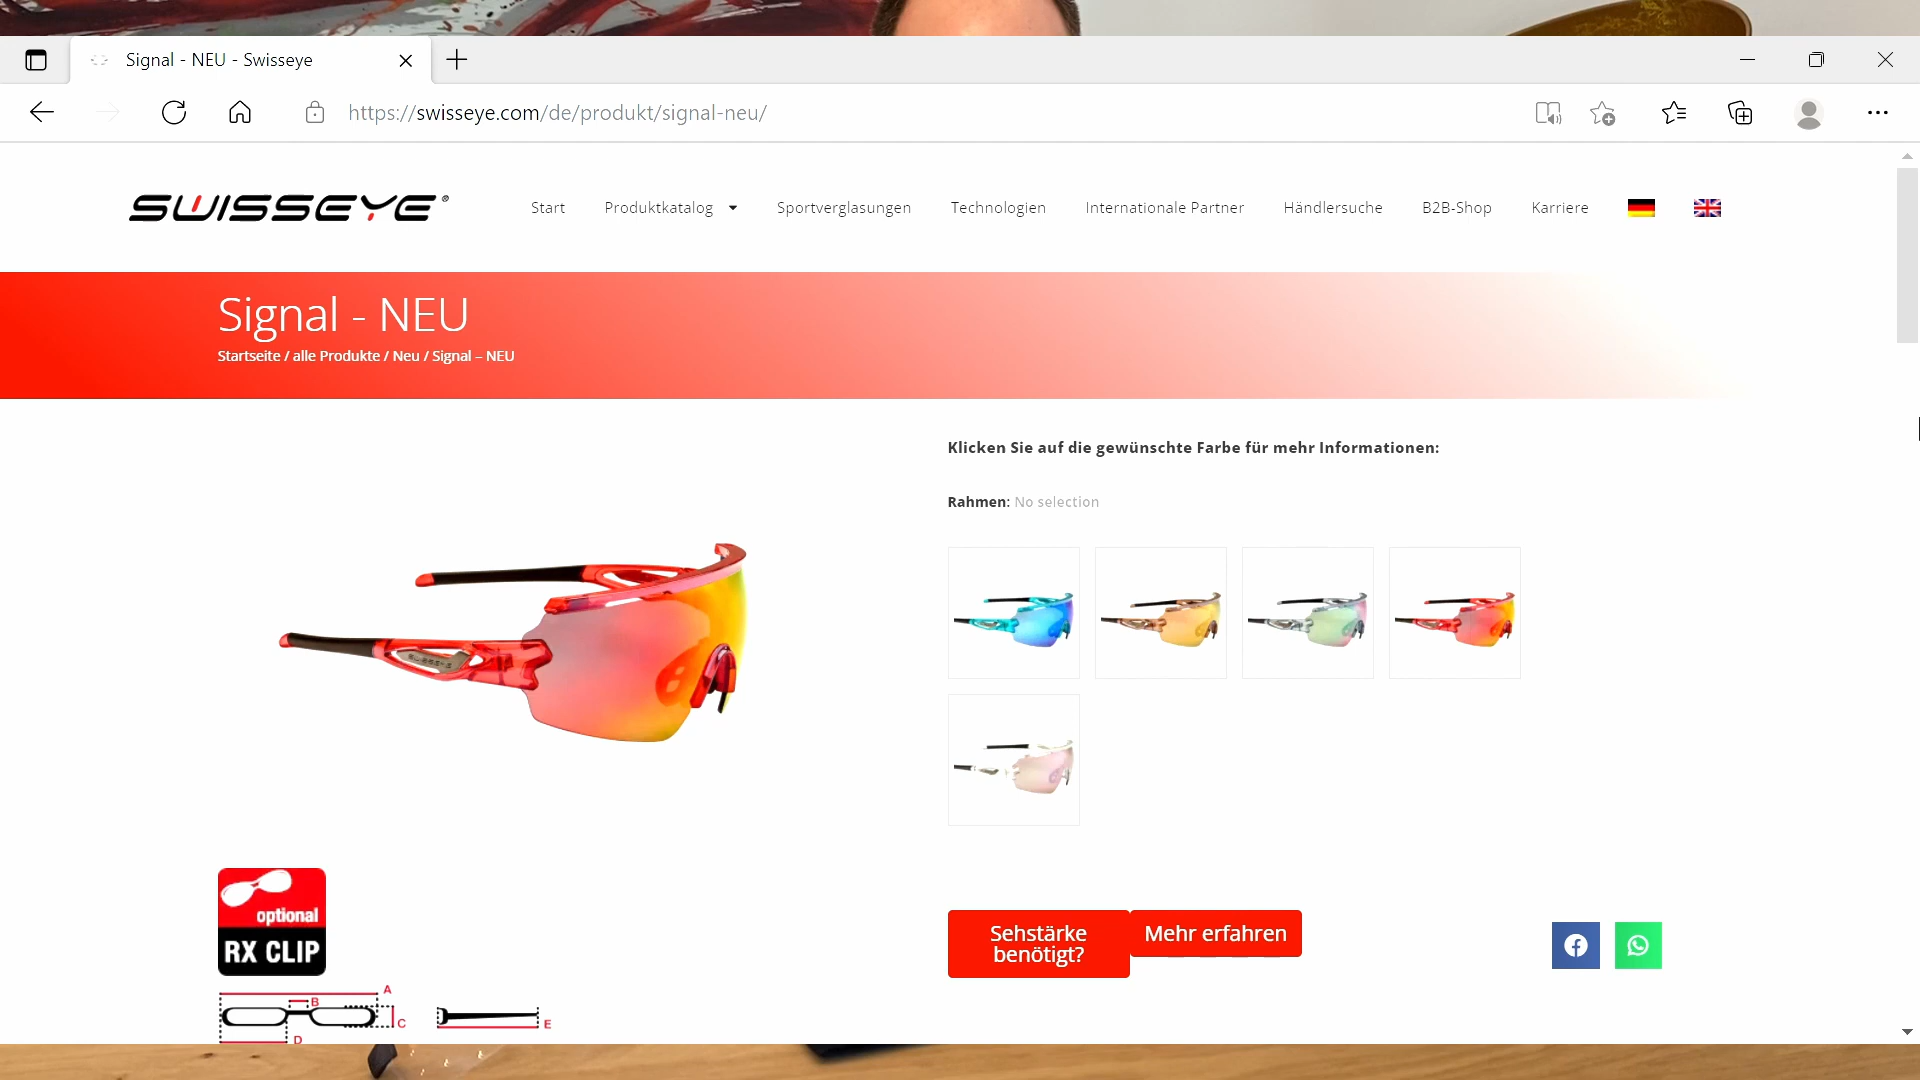 Signal - NEU - Swisseye
https://swisseye.com/de/produkt/signal-neu/
SWISSEYE®
Start
Produktkatalog
Sportverglasungen
Technologien
Internationale Partner
Händlersuche
B2B-Shop
Karriere
Signal - NEU
Startseite / alle Produkte / Neu / Signal – NEU
Klicken Sie auf die gewünschte Farbe für mehr Informationen:
Rahmen: No selection
SWISSEYE
optional
RX CLIP
Sehstärke
benötigt?
Mehr erfahren
A
B
C
D
E